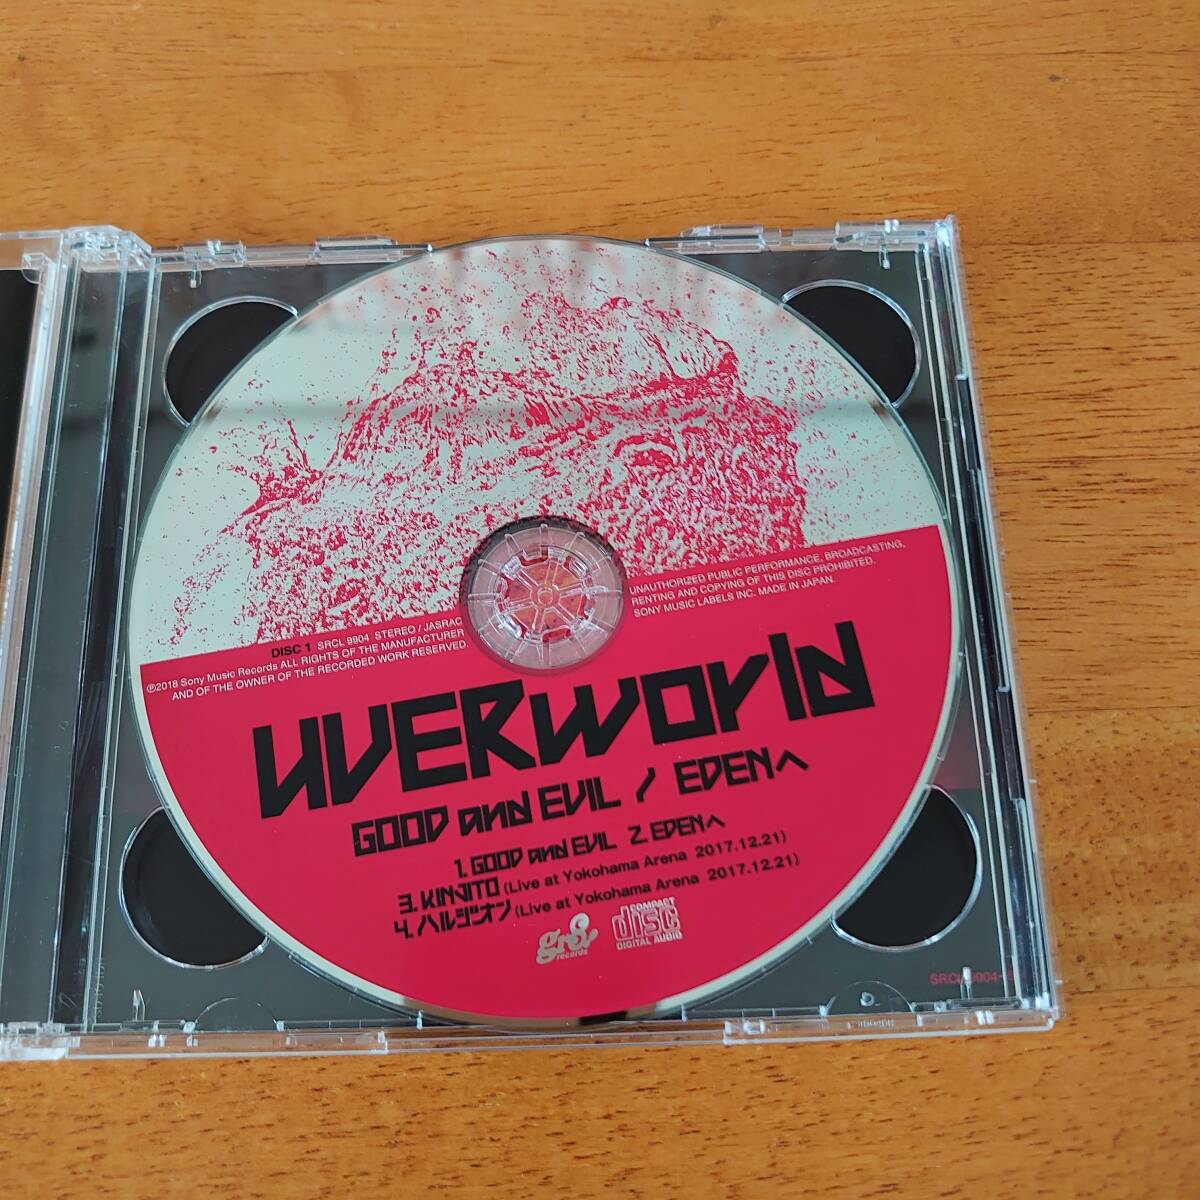 UNAUTHORIZED PUBLIC PERFORMANCE, BROADCASTING,
RENTING AND COPYING OF THIS DISC PROHIBITED.
SONY MUSIC LABELS INC. MADE IN JAPAN.
DISC 1 SRCL 9904 STEREO / JASRAC
℗2018 Sony Music Records ALL RIGHTS OF THE MANUFACTURER
AND OF THE OWNER OF THE RECORDED WORK RESERVED.
UVERworld
GOOD and EVIL / EDENへ
1. GOOD and EVIL 2. EDENへ
3. KINJITO (Live at Yokohama Arena 2017.12.21)
4. ハルジオン (Live at Yokohama Arena 2017.12.21)
gr8!
records
COMPACT
disc
DIGITAL AUDIO